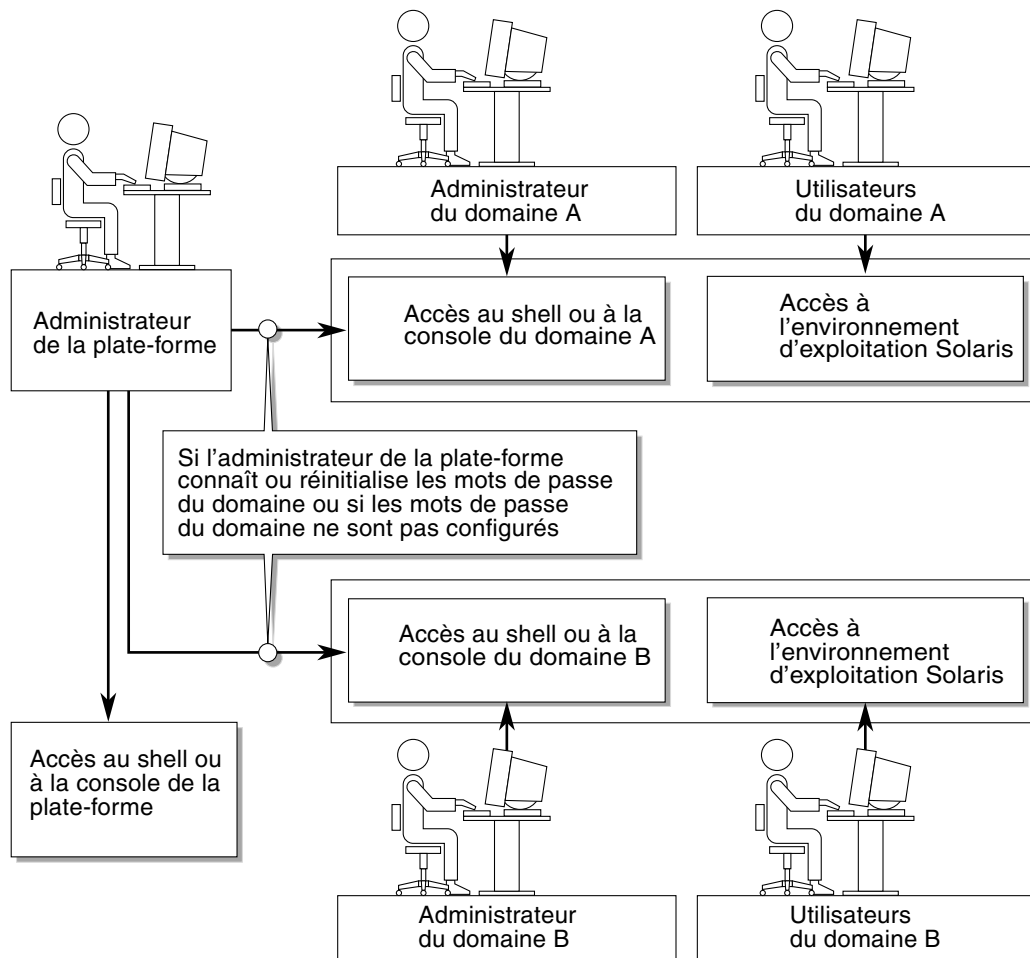 Administrateur
du domaine A
Utilisateurs
du domaine A
Administrateur
de la plate-forme
Accès au shell ou à la
console du domaine A
Accès à
l'environnement
d'exploitation Solaris
Si l'administrateur de la plate-forme
connaît ou réinitialise les mots de passe
du domaine ou si les mots de passe
du domaine ne sont pas configurés
Accès au shell ou à la
console du domaine B
Accès à
l'environnement
d'exploitation Solaris
Accès au shell ou
à la console de la
plate-forme
Administrateur
du domaine B
Utilisateurs
du domaine B